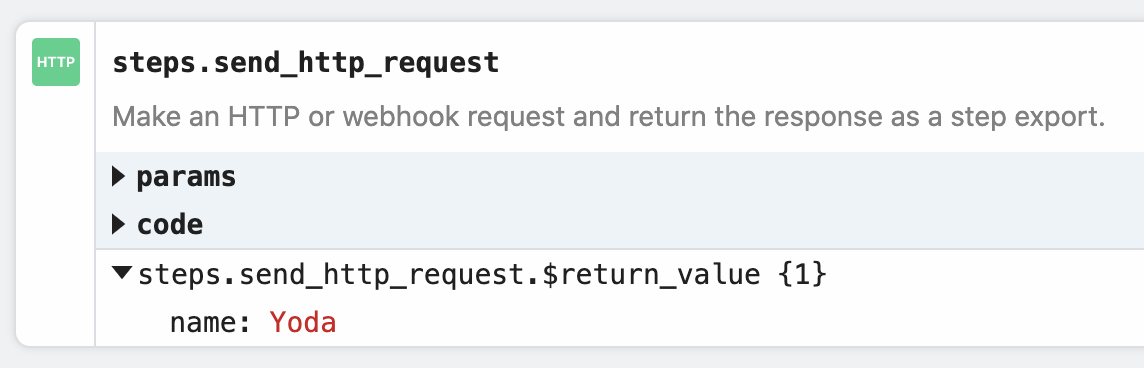 HTTP
steps.send_http_request
Make an HTTP or webhook request and return the response as a step export.
params
code
steps.send_http_request.$return_value {1}
name: Yoda